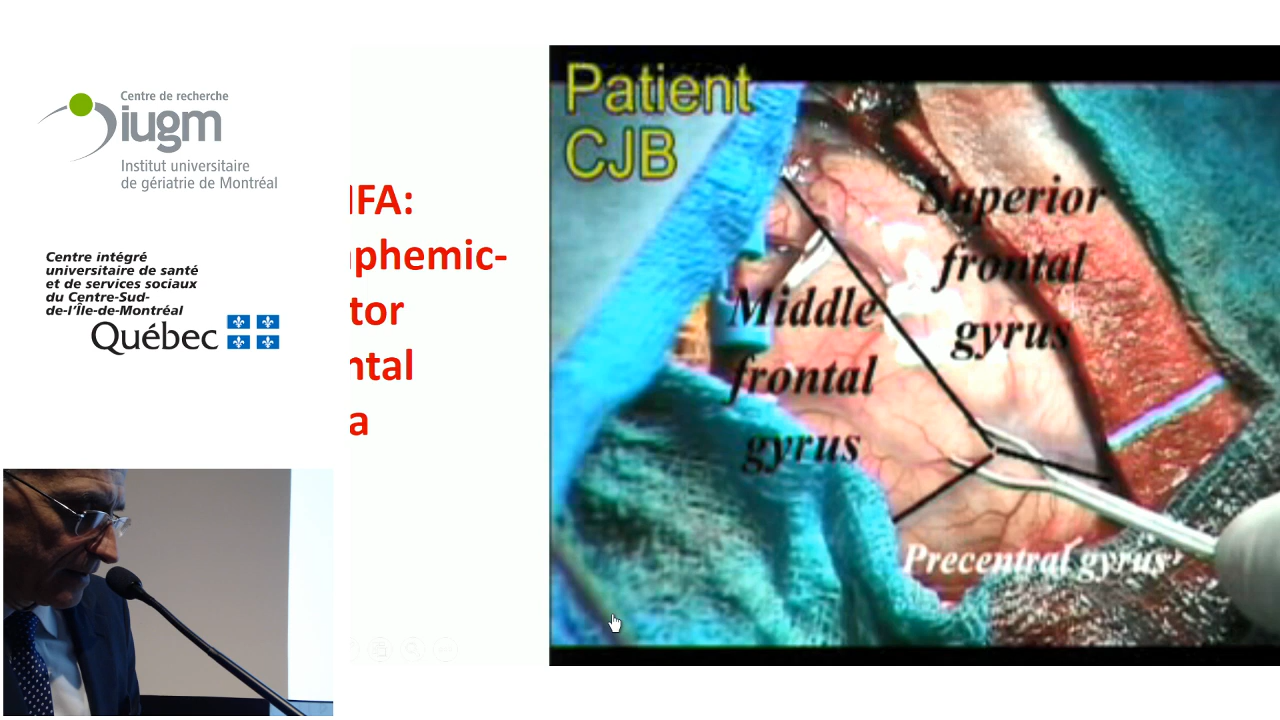 Centre de recherche
iugm
Institut universitaire
de gériatrie de Montréal
Centre intégré
universitaire de santé
et de services sociaux
du Centre-Sud-
de-l'Île-de-Montréal
Québec
FA:
phemic-
tor
ntal
a
Patient
CJB
Superior
frontal
gyrus
Middle
frontal
gyrus
Precentral gyrus